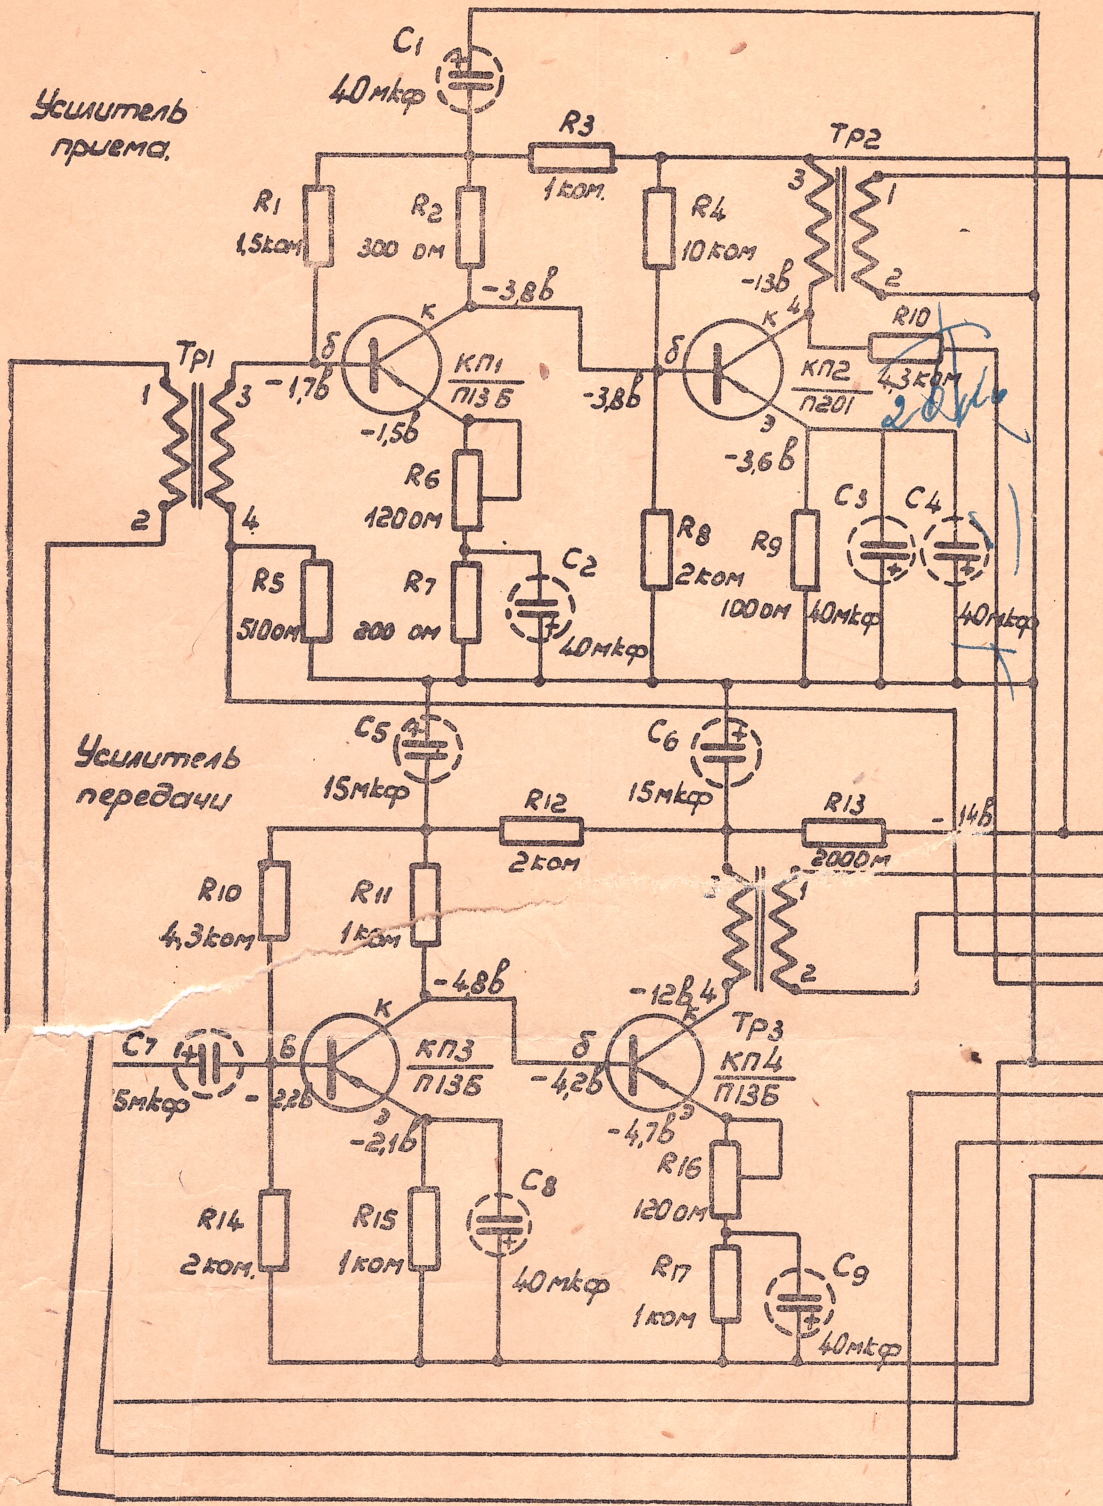 Усилитель
приема.
C1
40мкф
R3
1ком.
Тр2
3
1
R1
1,5ком
R2
300 ом
R4
10ком
-13в
4
2
-3,8в
к
к
R10
4,3ком
Тр1
б
б
1
3
-1,7в
КП1
П13Б
-3,8в
КП2
П201
-1,5в
э
-3,6в
R6
120ом
C3
C4
2
4
R8
2ком
R9
100ом
40мкф
40мкф
R5
510ом
R7
200 ом
C2
40мкф
C5
15мкф
C6
15мкф
Усилитель
передачи
R12
2ком
R13
200ом
-14в
3
1
R10
4,3ком
R11
1ком
-4,8в
-12в
4
2
к
к
Тр3
C7
5мкф
Б
-2,2в
КП3
П13Б
б
-4,2в
КП4
П13Б
э
-2,1в
э
-4,7в
R16
120ом
R14
2ком.
R15
1ком
C8
40мкф
R17
1ком
C9
40мкф